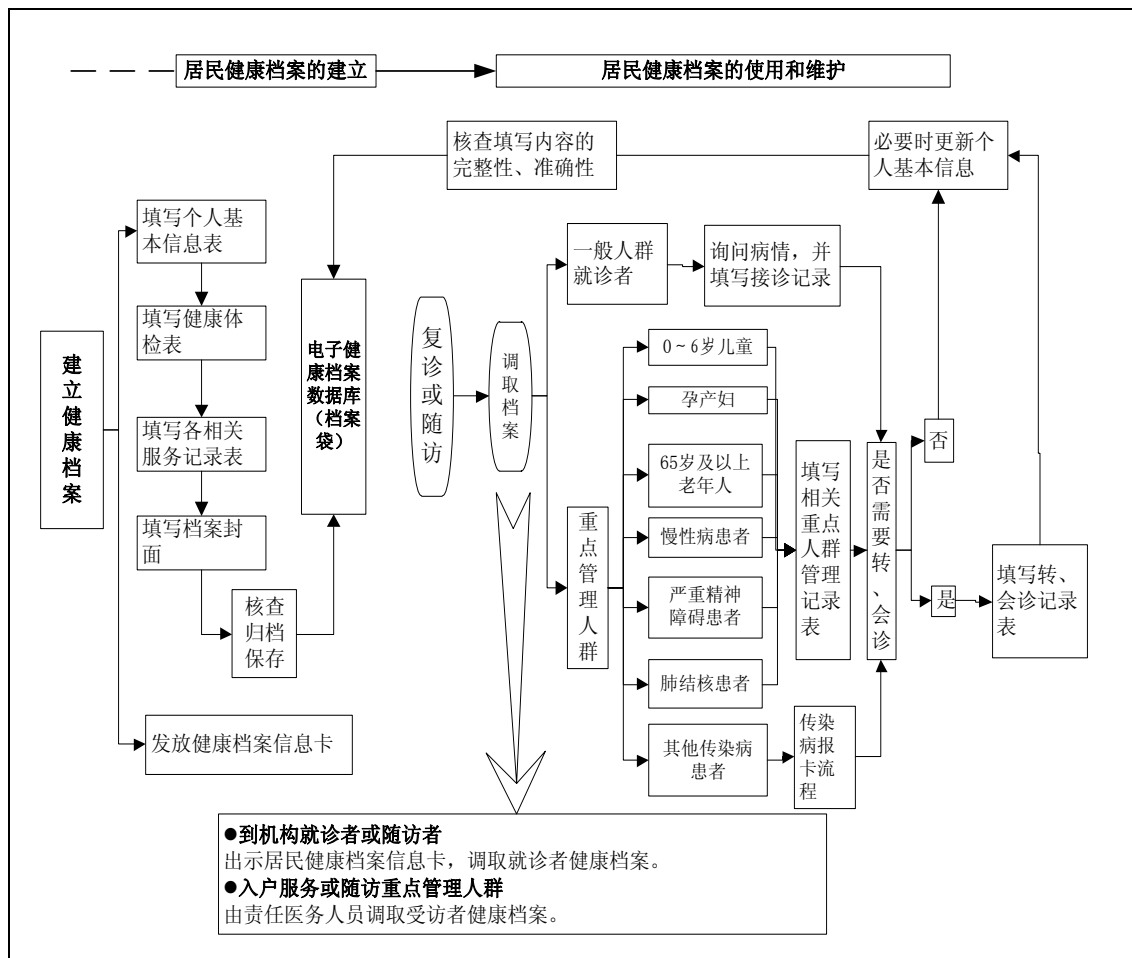 居民健康档案的建立
居民健康档案的使用和维护
核查填写内容的
完整性、准确性
必要时更新个
人基本信息
建立健康档案
填写个人基
本信息表
填写健康体
检表
填写各相关
服务记录表
填写档案封
面
核查
归档
保存
发放健康档案信息卡
电子健
康档案
数据库
（档案
袋）
复诊或随访
调取档案
一般人群
就诊者
询问病情，并
填写接诊记录
重点管理人群
0～6岁儿童
孕产妇
65岁及以上
老年人
慢性病患者
严重精神
障碍患者
肺结核患者
其他传染病
患者
填写
相关
重点
人群
管理
记录
表
传染
病报
卡流
程
是否需要转、会诊
否
是
填写转、
会诊记录
表
●到机构就诊者或随访者
出示居民健康档案信息卡，调取就诊者健康档案。
●入户服务或随访重点管理人群
由责任医务人员调取受访者健康档案。